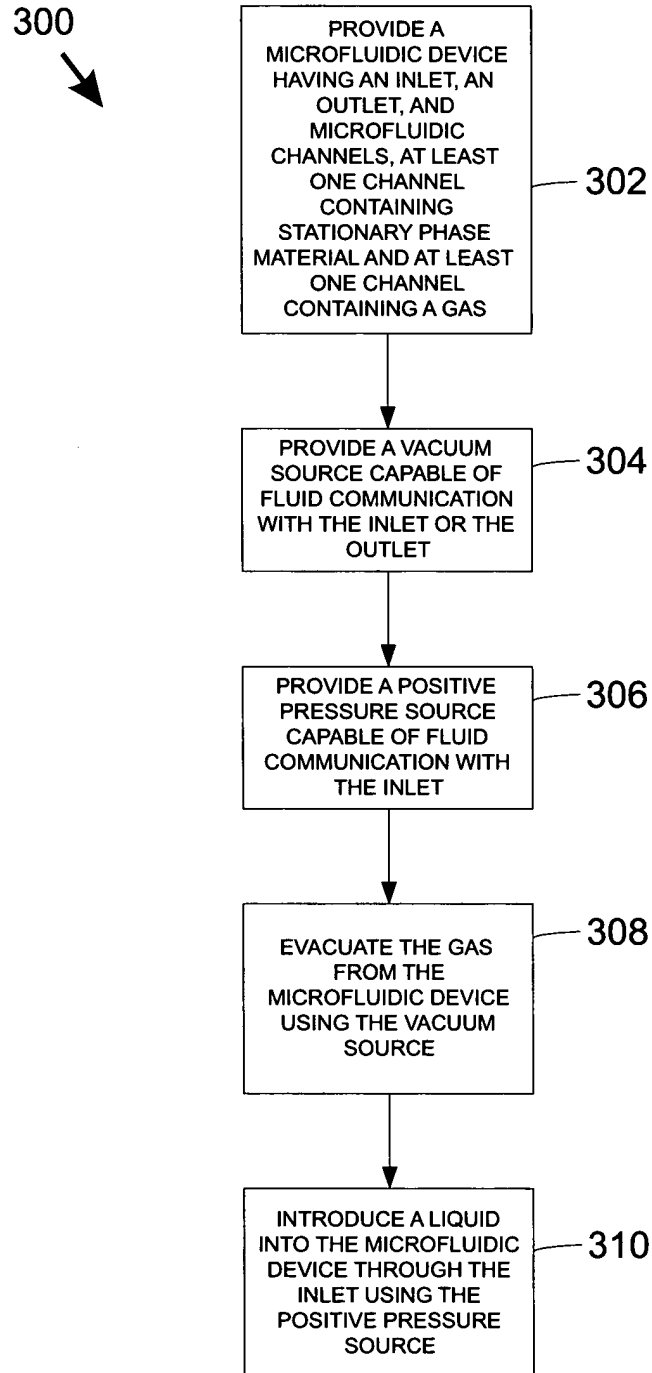 300
PROVIDE A
MICROFLUIDIC DEVICE
HAVING AN INLET, AN
OUTLET, AND
MICROFLUIDIC
CHANNELS, AT LEAST
ONE CHANNEL
CONTAINING
STATIONARY PHASE
MATERIAL AND AT LEAST
ONE CHANNEL
CONTAINING A GAS
302
PROVIDE A VACUUM
SOURCE CAPABLE OF
FLUID COMMUNICATION
WITH THE INLET OR THE
OUTLET
304
PROVIDE A POSITIVE
PRESSURE SOURCE
CAPABLE OF FLUID
COMMUNICATION WITH
THE INLET
306
EVACUATE THE GAS
FROM THE
MICROFLUIDIC DEVICE
USING THE VACUUM
SOURCE
308
INTRODUCE A LIQUID
INTO THE MICROFLUIDIC
DEVICE THROUGH THE
INLET USING THE
POSITIVE PRESSURE
SOURCE
310